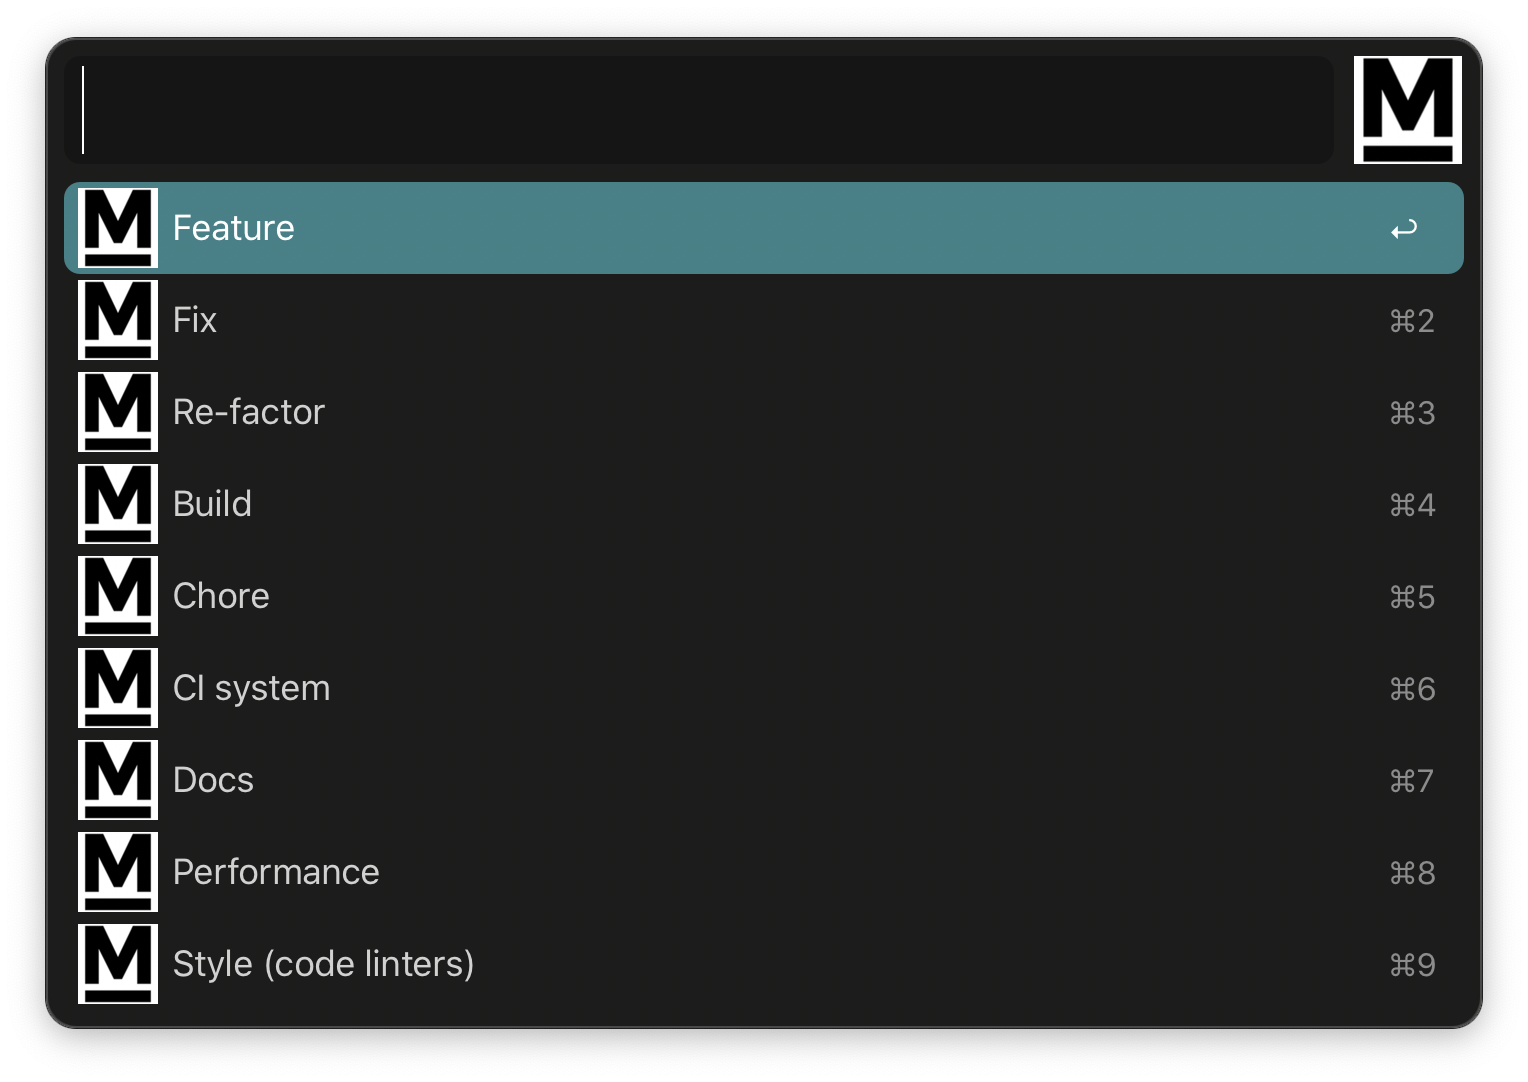 M
M Feature ↩
M Fix ⌘2
M Re-factor ⌘3
M Build ⌘4
M Chore ⌘5
M CI system ⌘6
M Docs ⌘7
M Performance ⌘8
M Style (code linters) ⌘9